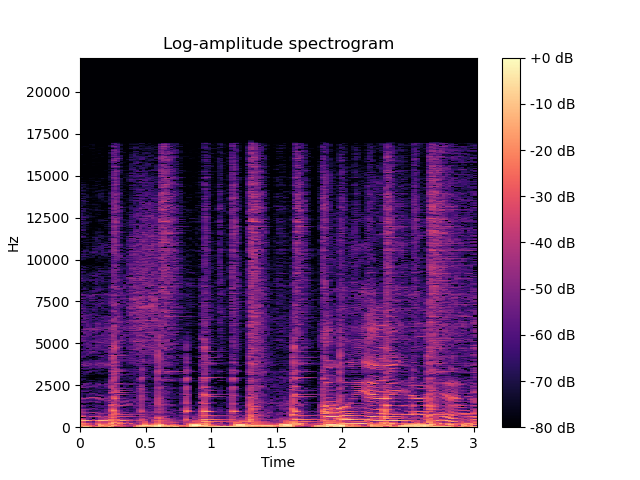 Log-amplitude spectrogram
Hz
20000
17500
15000
12500
10000
7500
5000
2500
0
0 0.5 1 1.5 2 2.5 3
Time
+0 dB
-10 dB
-20 dB
-30 dB
-40 dB
-50 dB
-60 dB
-70 dB
-80 dB